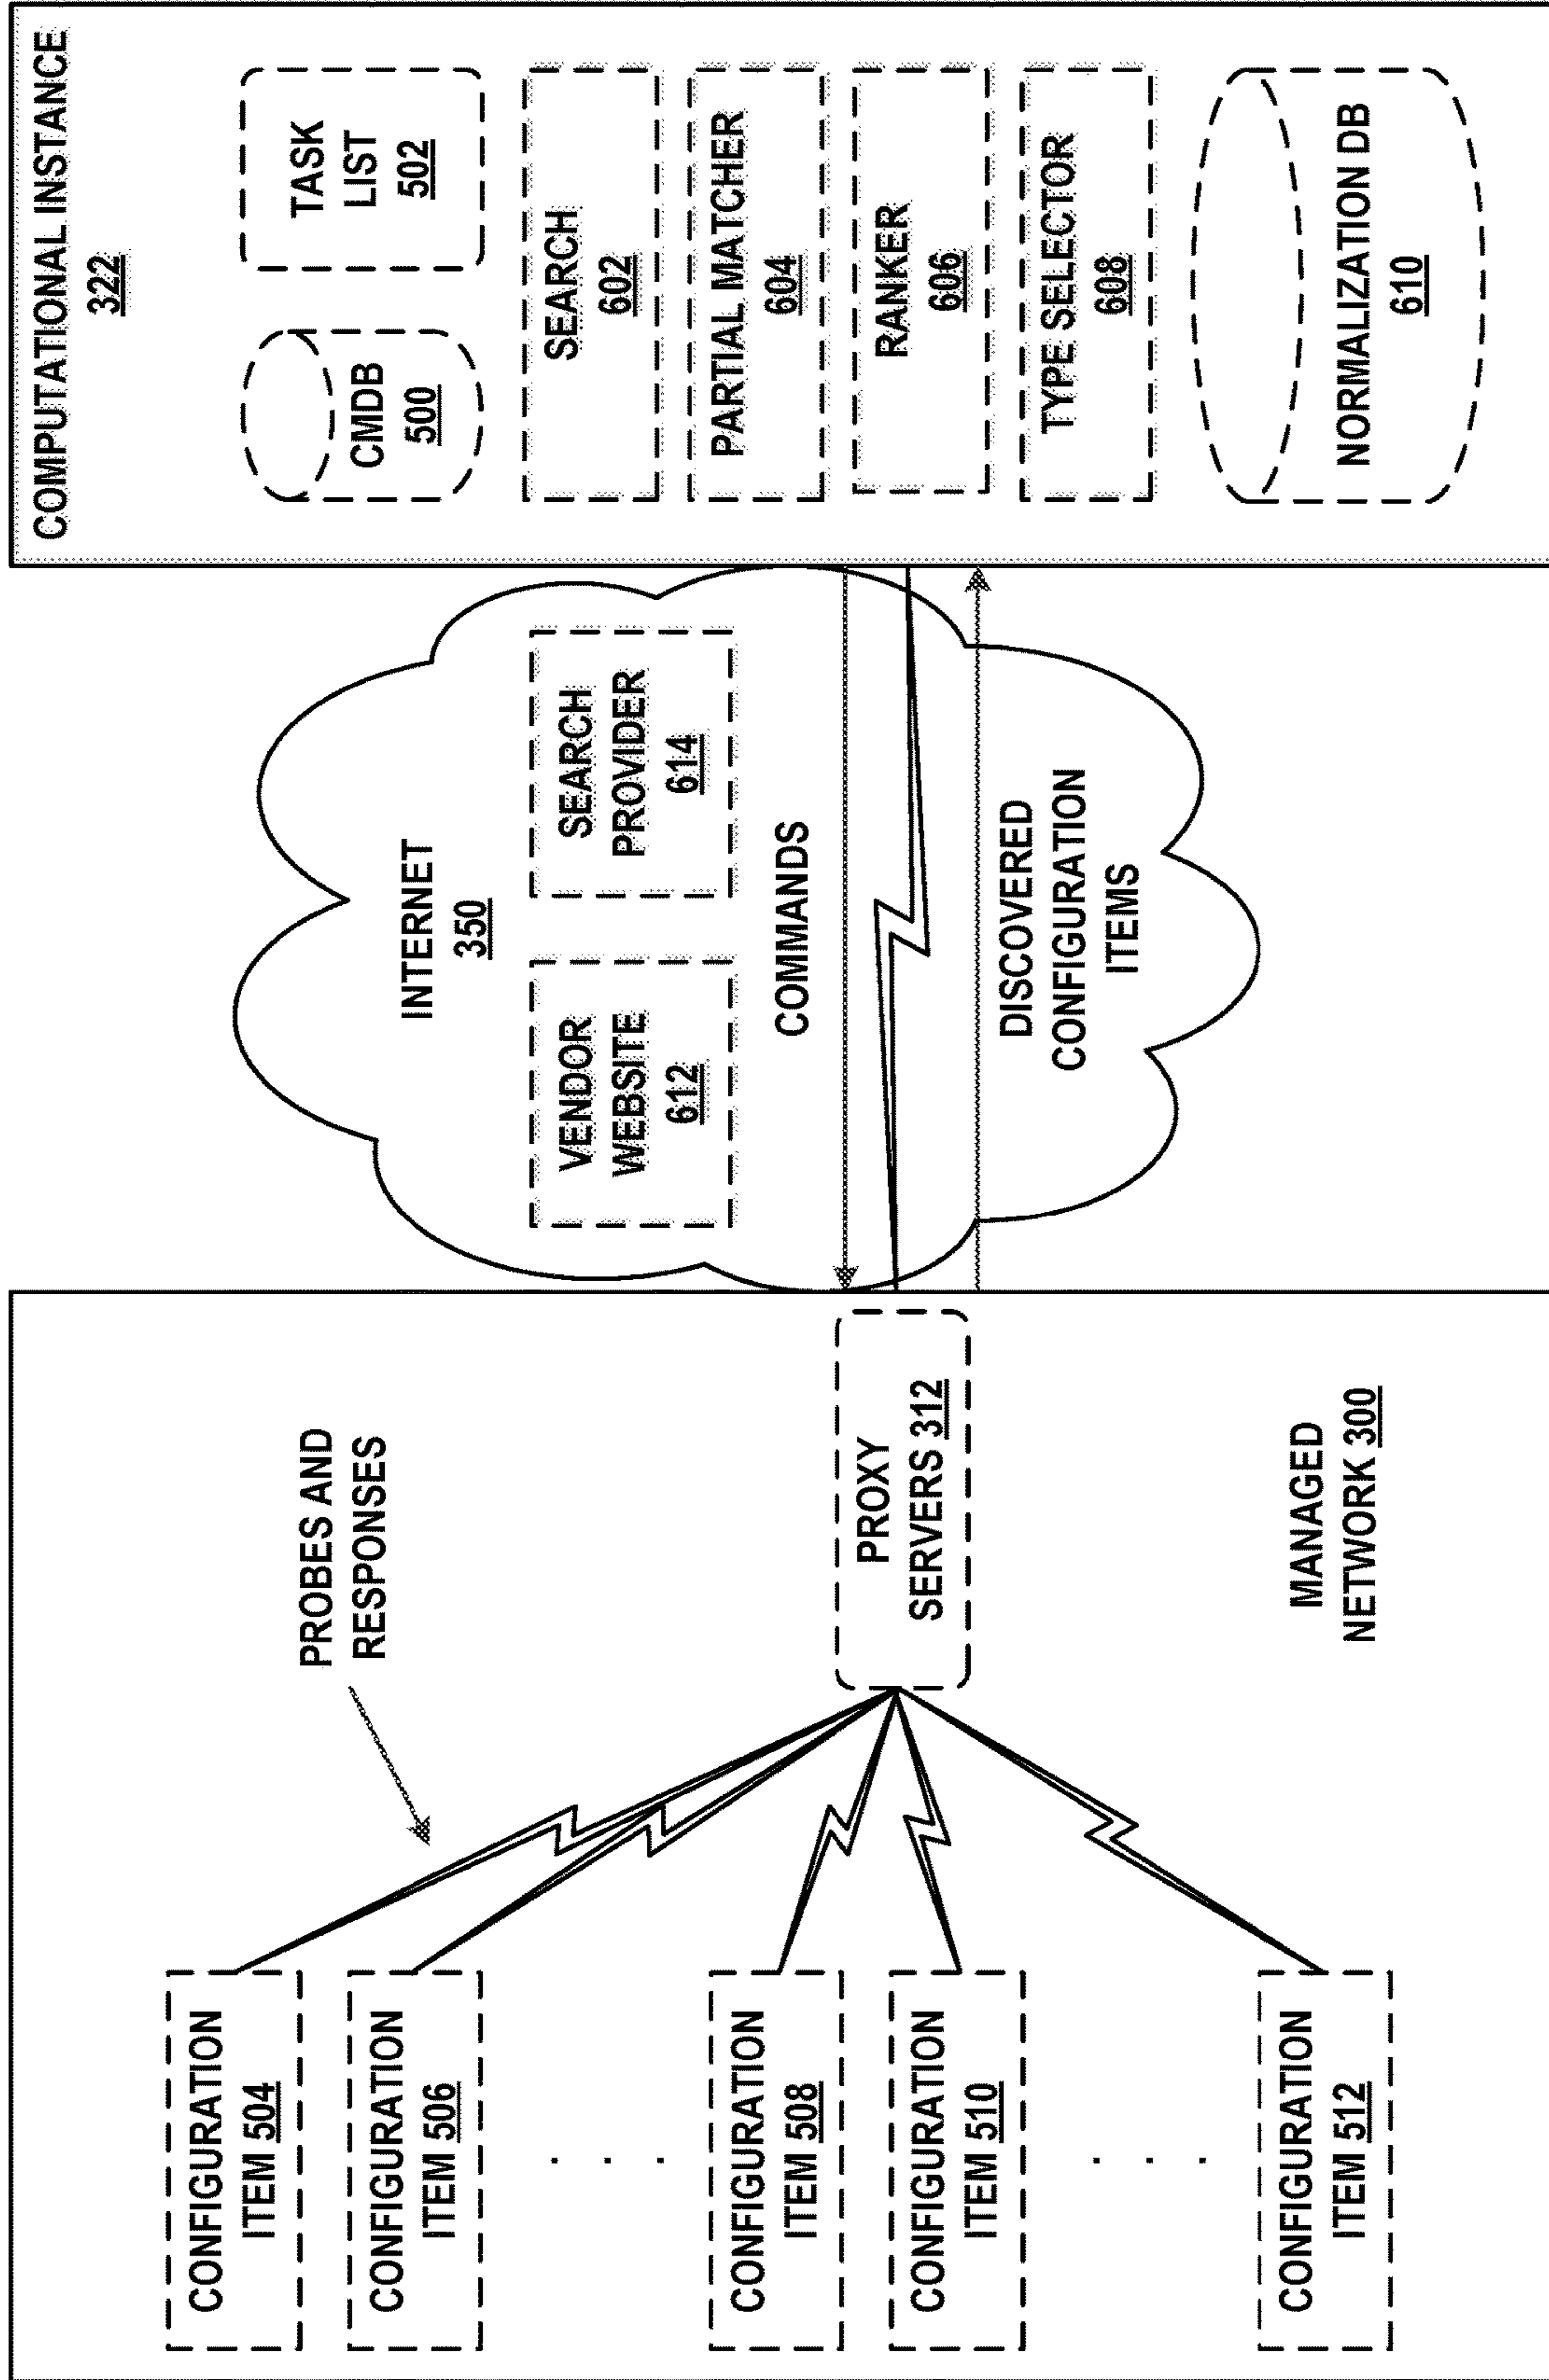 CONFIGURATION
ITEM 504
CONFIGURATION
ITEM 506
. . .
CONFIGURATION
ITEM 508
CONFIGURATION
ITEM 510
. . .
CONFIGURATION
ITEM 512
PROBES AND
RESPONSES
PROXY
SERVERS 312
MANAGED
NETWORK 300
INTERNET
350
VENDOR
WEBSITE
612
SEARCH
PROVIDER
614
COMMANDS
DISCOVERED
CONFIGURATION
ITEMS
COMPUTATIONAL INSTANCE
322
CMDB
500
TASK
LIST
502
SEARCH
602
PARTIAL MATCHER
604
RANKER
606
TYPE SELECTOR
608
NORMALIZATION DB
610